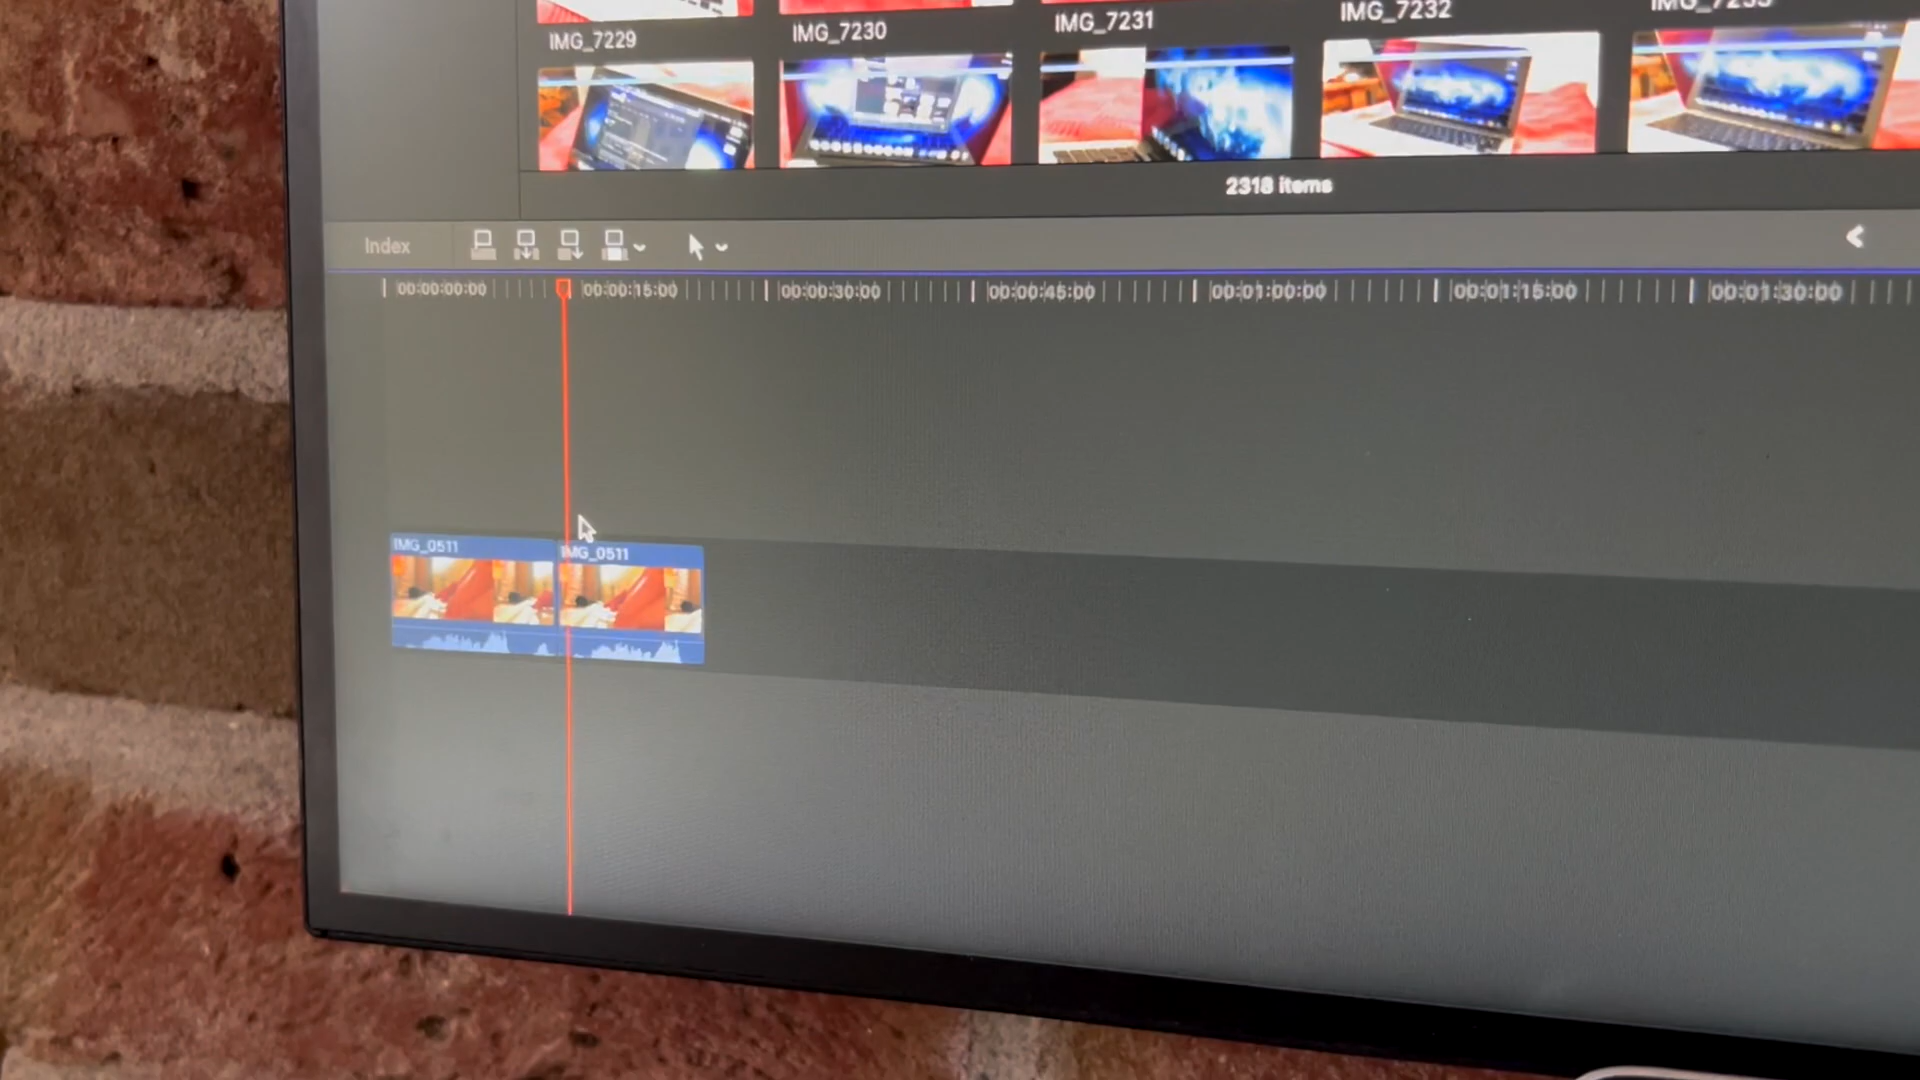 IMG_7229 IMG_7230 IMG_7231 IMG_7232
2318 items
Index
00:00:00:00 00:00:15:00 00:00:30:00 00:00:45:00 00:01:00:00 00:01:15:00 00:01:30:00
IMG_0511 IMG_0511